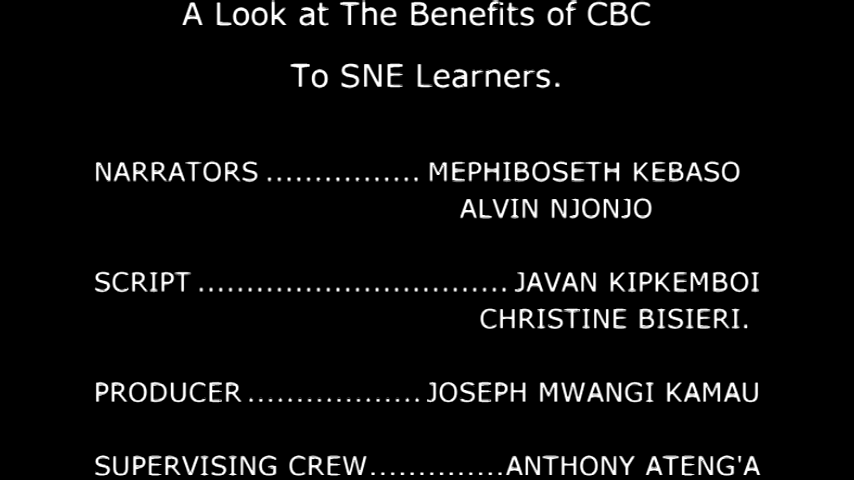 A Look at The Benefits of CBC
To SNE Learners.
NARRATORS ................ MEPHIBOSETH KEBASO
ALVIN NJONJO
SCRIPT ................................ JAVAN KIPKEMBOI
CHRISTINE BISIERI.
PRODUCER .................. JOSEPH MWANGI KAMAU
SUPERVISING CREW.............. ANTHONY ATENG'A